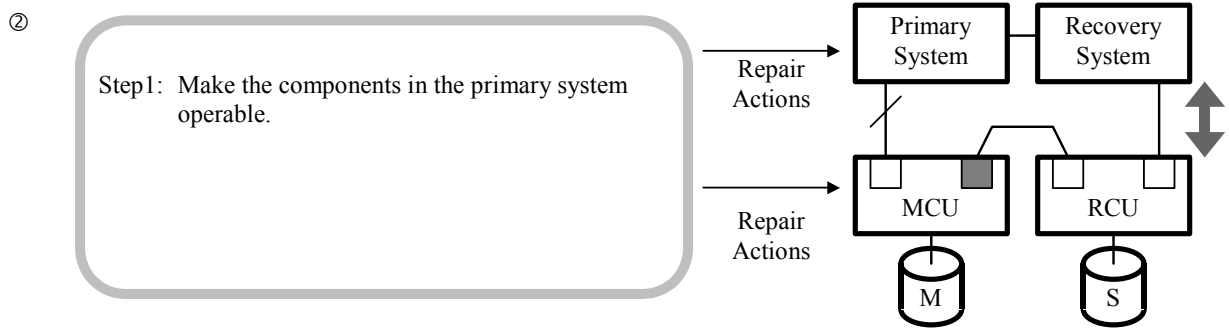 ②
Step1: Make the components in the primary system
operable.
Repair
Actions
Repair
Actions
Primary
System
Recovery
System
MCU
RCU
M
S